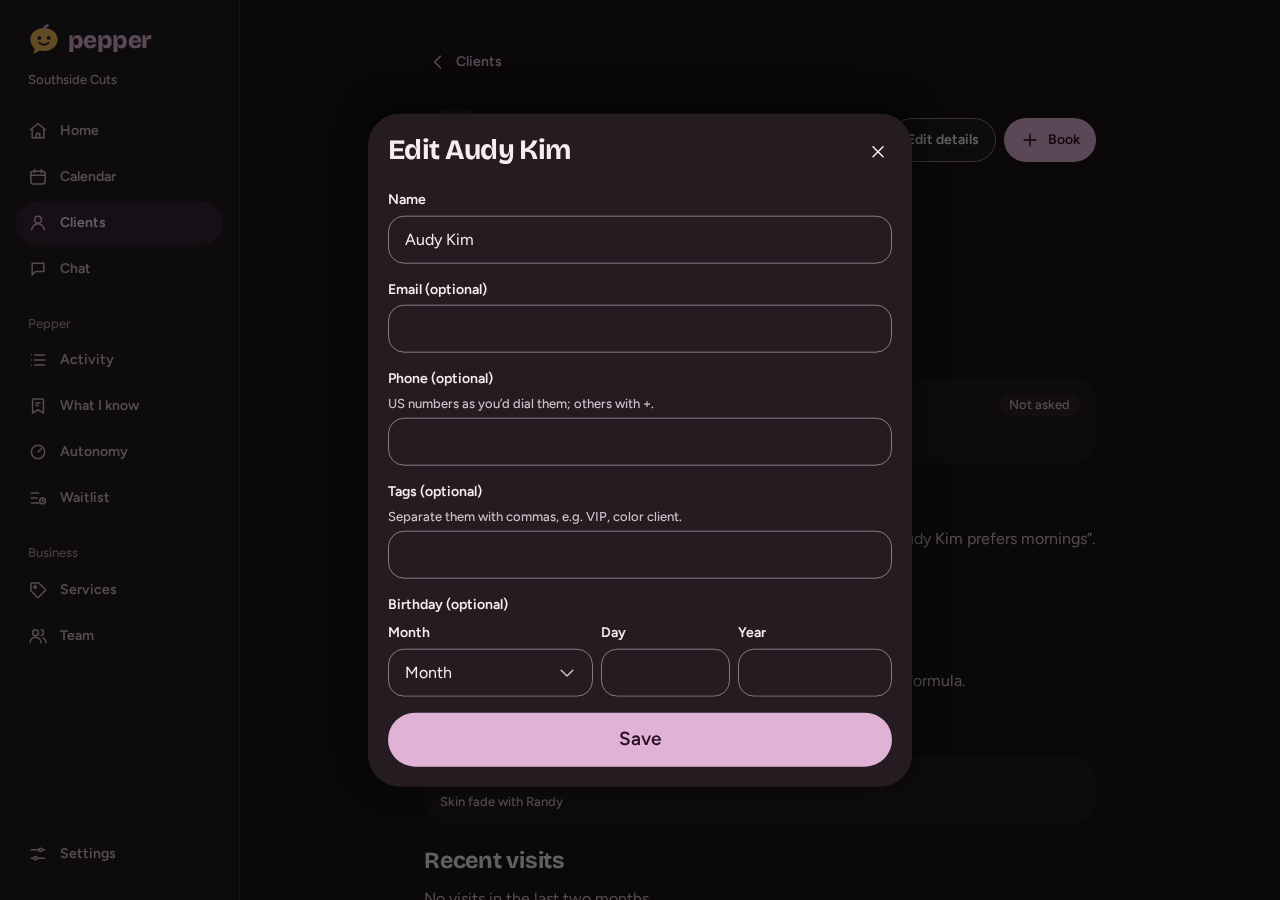 pepper
Southside Cuts
Home
Calendar
Clients
Chat
Pepper
Activity
What I know
Autonomy
Waitlist
Business
Services
Team
Settings
Clients
Edit details
Book
Not asked
Kim prefers mornings”.
Skin fade with Randy
Recent visits
No visits in the last two months.
Edit Audy Kim
Name
Audy Kim
Email (optional)
Phone (optional)
US numbers as you’d dial them; others with +.
Tags (optional)
Separate them with commas, e.g. VIP, color client.
Birthday (optional)
Month Day Year
Month
Save